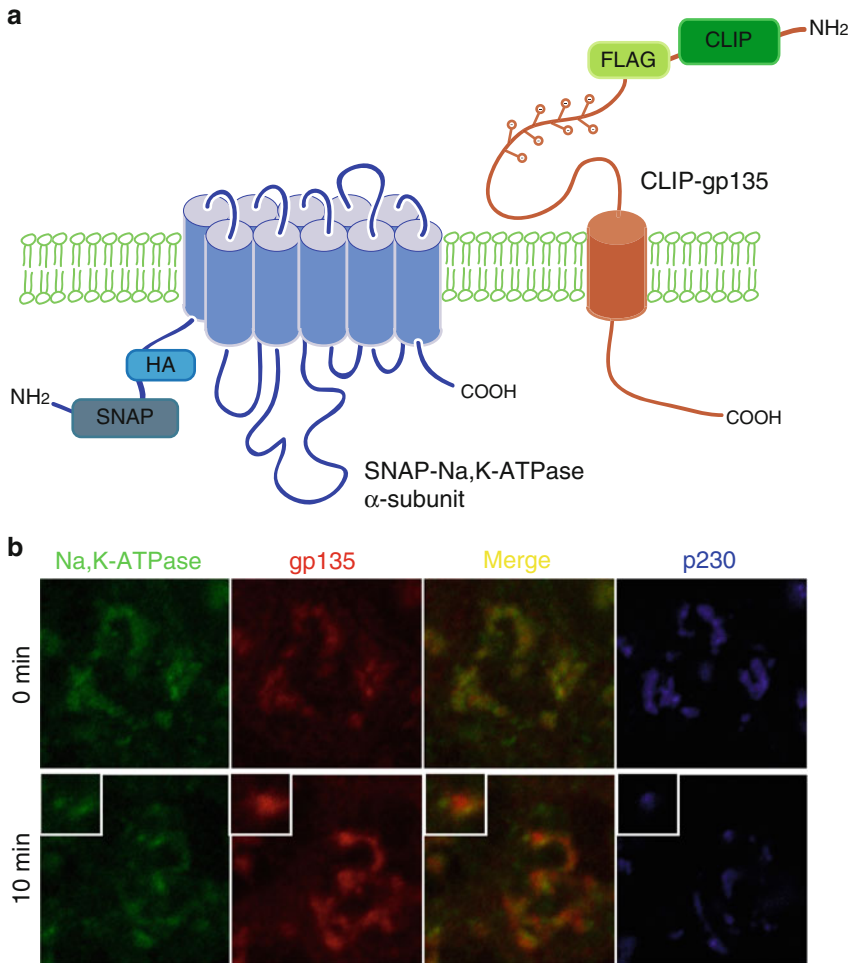 a
NH2
CLIP
FLAG
CLIP-gp135
HA
NH2
SNAP
COOH
COOH
SNAP-Na,K-ATPase
α-subunit
b
Na,K-ATPase gp135 Merge p230
0 min
10 min